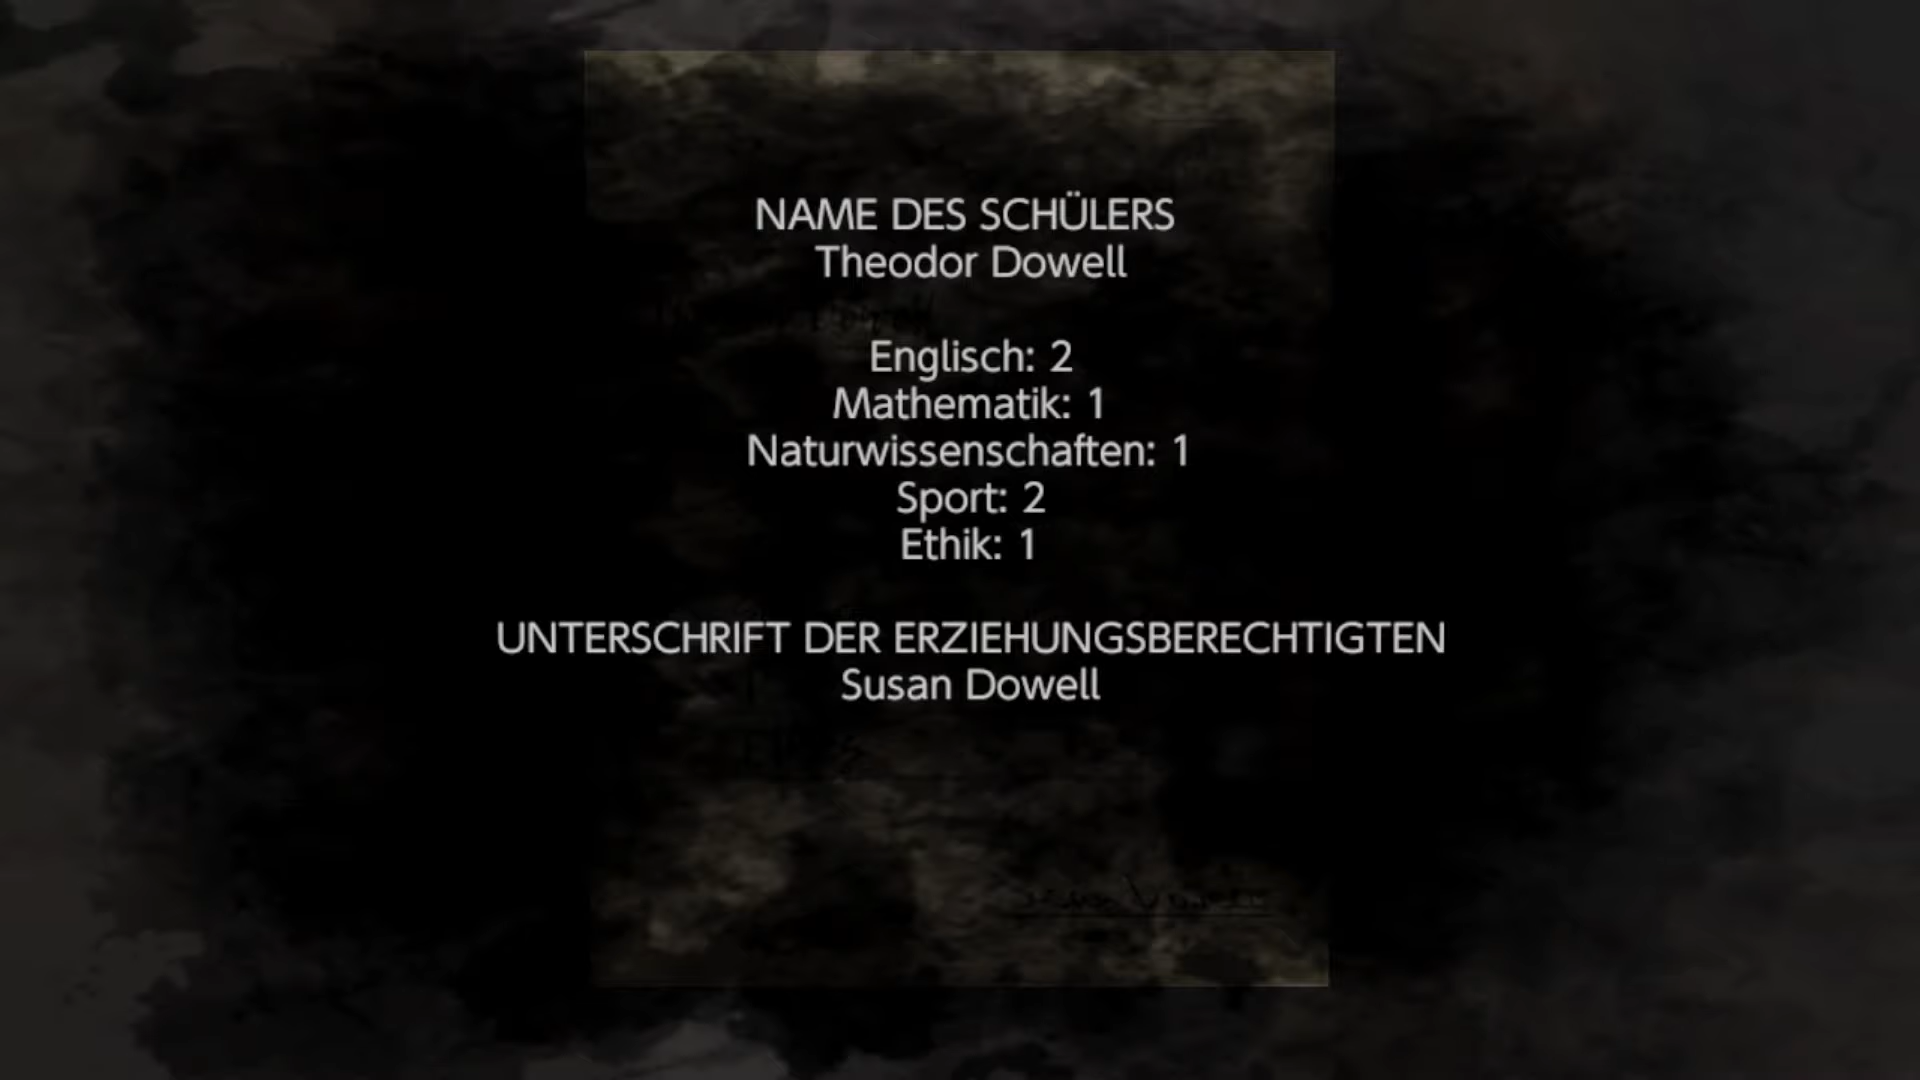 NAME DES SCHÜLERS
Theodor Dowell
Englisch: 2
Mathematik: 1
Naturwissenschaften: 1
Sport: 2
Ethik: 1
UNTERSCHRIFT DER ERZIEHUNGSBERECHTIGTEN
Susan Dowell